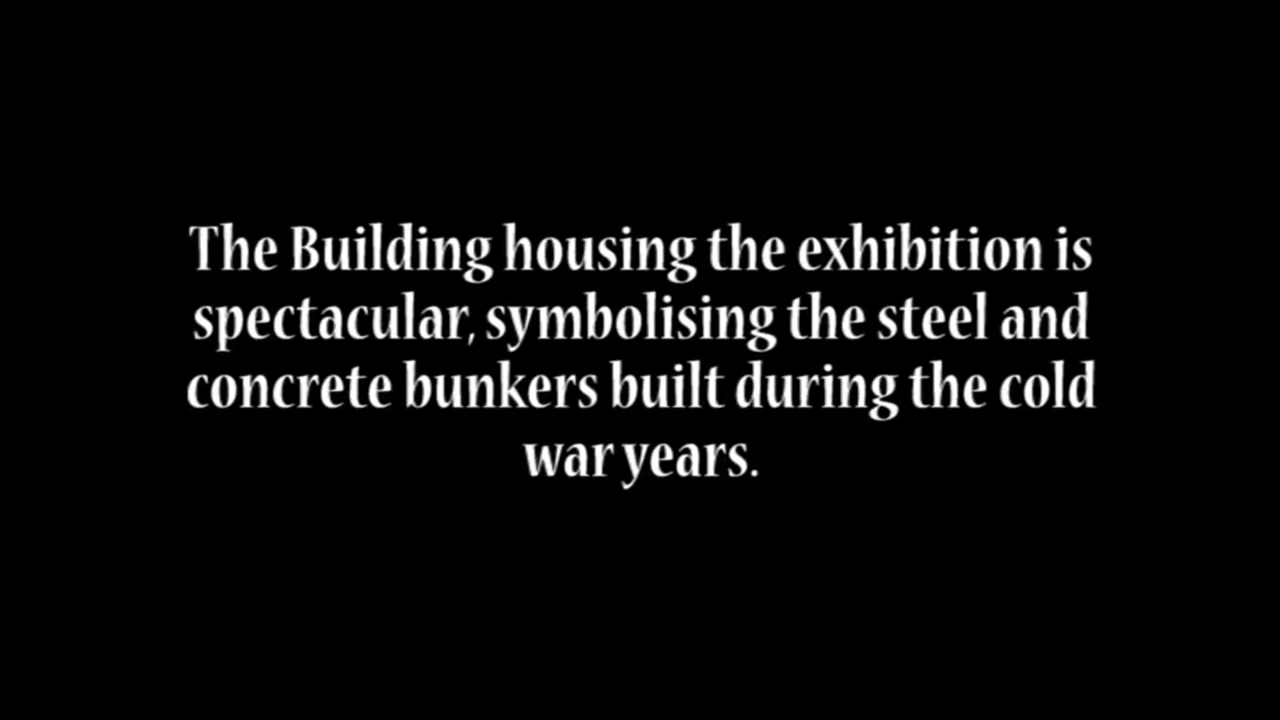 The Building housing the exhibition is
spectacular, symbolising the steel and
concrete bunkers built during the cold
war years.